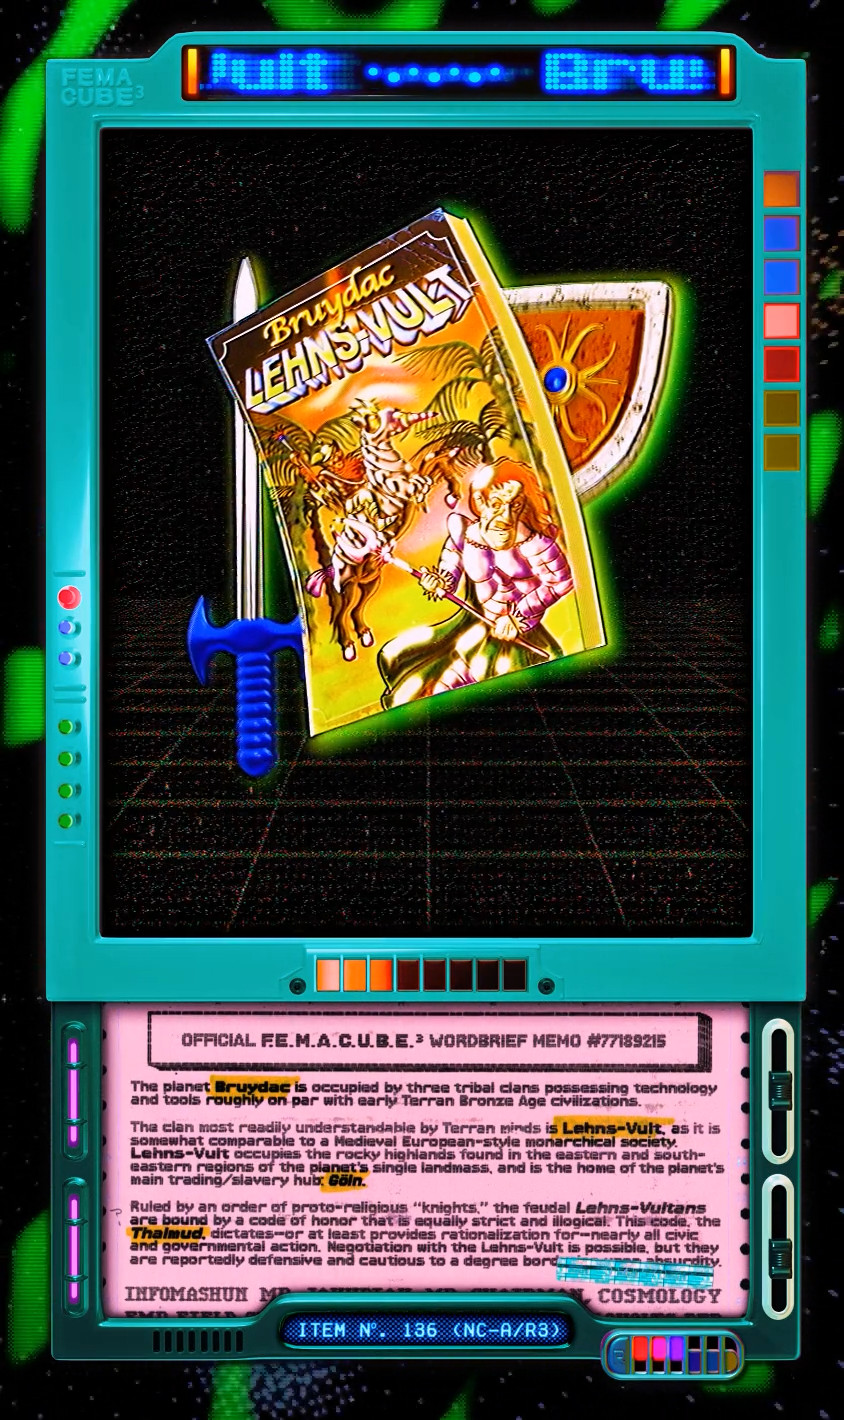 FEMA
CUBE³
Vult Bru
Bruydac
LEHNS-VULT
OFFICIAL F.E.M.A.C.U.B.E.³ WORDBRIEF MEMO #77189215
The planet Bruydac is occupied by three tribal clans possessing technology
and tools roughly on par with early Terran Bronze Age civilizations.
The clan most readily understandable by Terran minds is Lehns-Vult, as it is
somewhat comparable to a Medieval European-style monarchical society.
Lehns-Vult occupies the rocky highlands found in the eastern and south-
eastern regions of the planet's single landmass, and is the home of the planet's
main trading/slavery hub: Göln.
Ruled by an order of proto-religious "knights," the feudal Lehns-Vultans
are bound by a code of honor that is equally strict and illogical. This code, the
Thalmud, dictates—or at least provides rationalization for—nearly all civic
and governmental action. Negotiation with the Lehns-Vult is possible, but they
are reportedly defensive and cautious to a degree absurdity.
INFOMASHUN COSMOLOGY
ITEM Nº. 136 (NC-A/R3)